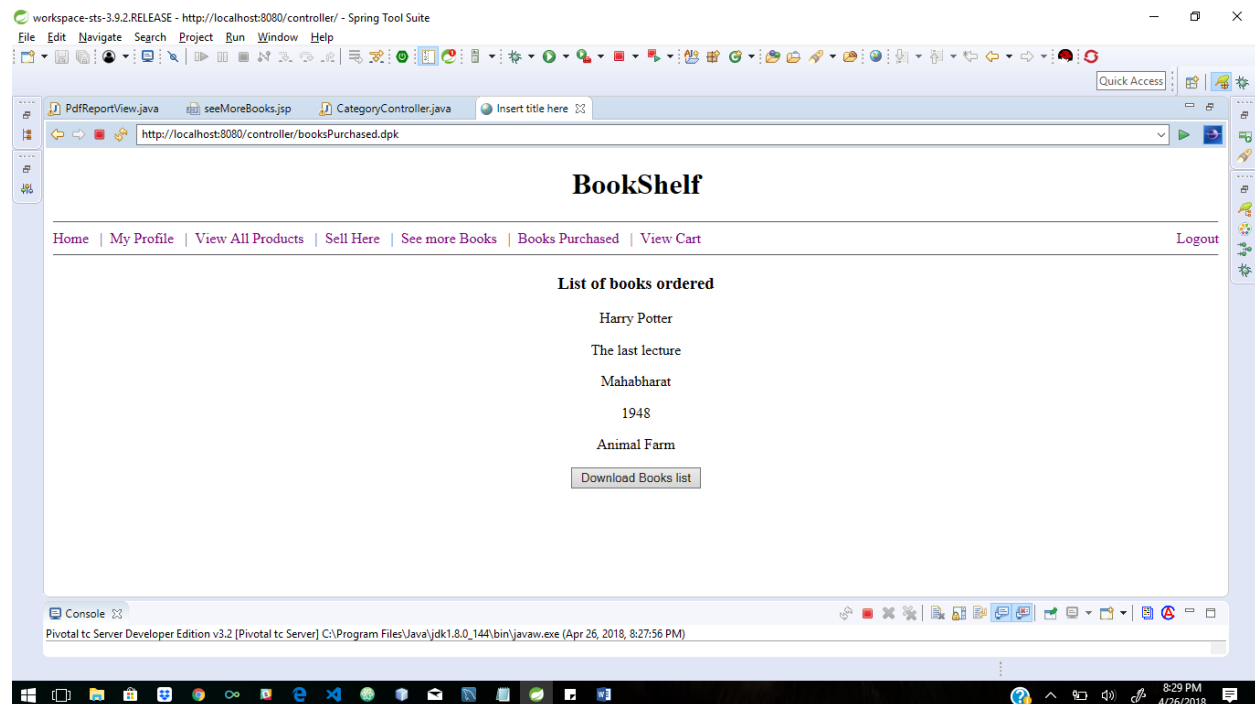 workspace-sts-3.9.2.RELEASE - http://localhost:8080/controller/ - Spring Tool Suite
File Edit Navigate Search Project Run Window Help
Quick Access
PdfReportView.java seeMoreBooks.jsp CategoryController.java Insert title here
http://localhost:8080/controller/booksPurchased.dpk
BookShelf
Home | My Profile | View All Products | Sell Here | See more Books | Books Purchased | View Cart Logout
List of books ordered
Harry Potter
The last lecture
Mahabharat
1948
Animal Farm
Download Books list
Console
Pivotal tc Server Developer Edition v3.2 [Pivotal tc Server] C:\Program Files\Java\jdk1.8.0_144\bin\javaw.exe (Apr 26, 2018, 8:27:56 PM)
8:29 PM
4/26/2018